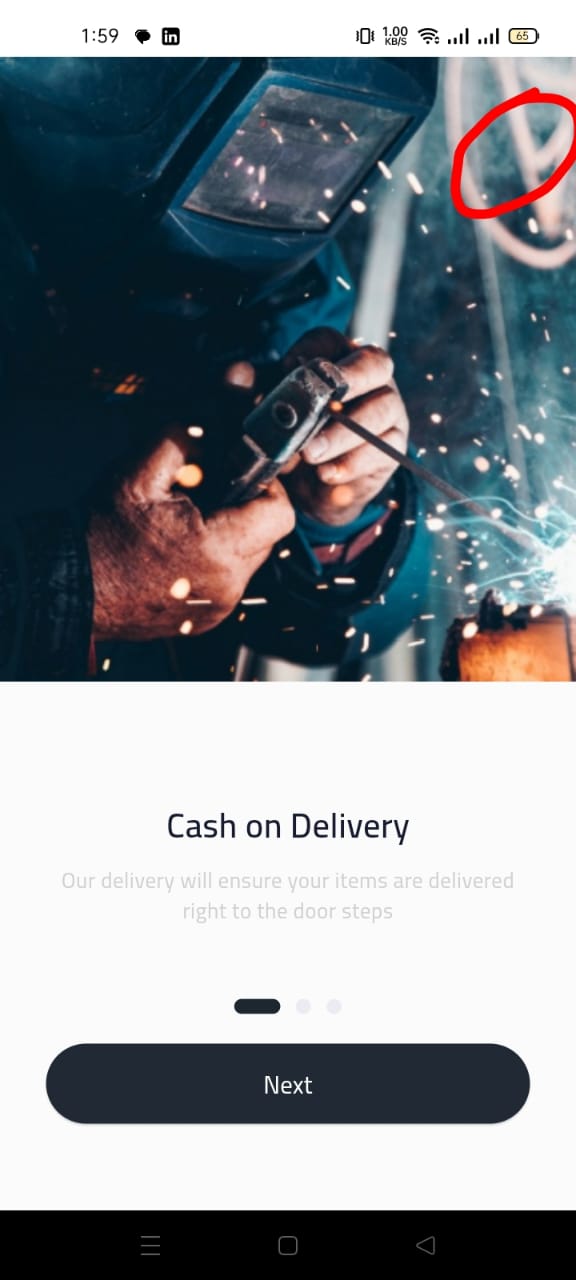 1:59
1.00
KB/S
65
Cash on Delivery
Our delivery will ensure your items are delivered
right to the door steps
Next